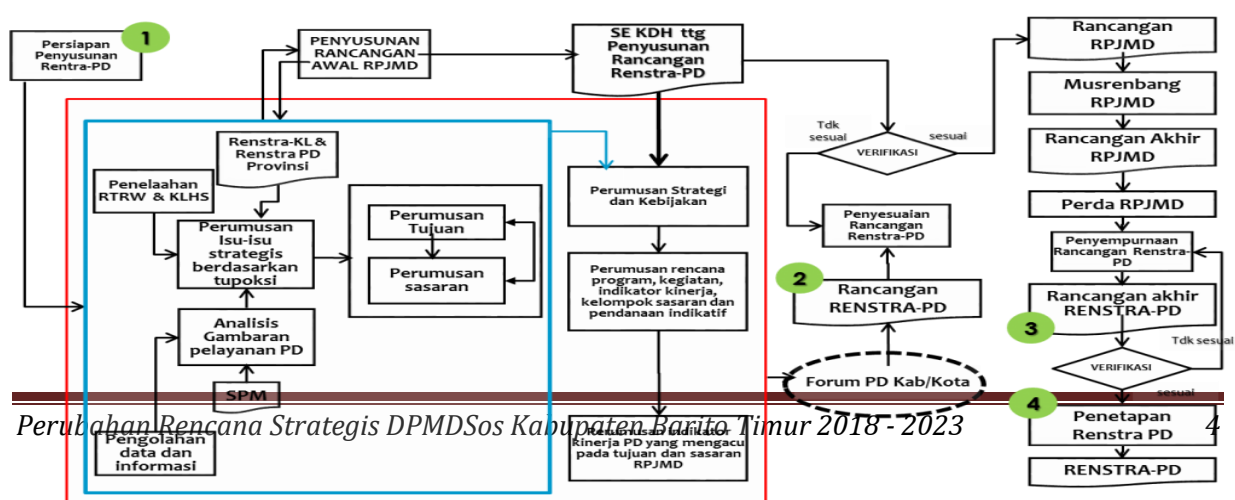 1
Persiapan
Penyusunan
Rentra-PD
PENYUSUNAN
RANCANGAN
AWAL RPJMD
SE KDH ttg
Penyusunan
Rancangan
Renstra-PD
Renstra-KL &
Renstra PD
Provinsi
Penelaahan
RTRW & KLHS
Perumusan
Isu-isu
strategis
berdasarkan
tupoksi
Analisis
Gambaran
pelayanan PD
SPM
Pengolahan
data dan
informasi
Perumusan
Tujuan
Perumusan
sasaran
Perumusan Strategi
dan Kebijakan
Perumusan rencana
program, kegiatan,
indikator kinerja,
kelompok sasaran dan
pendanaan indikatif
Perumusan Indikator
Kinerja PD yang mengacu
pada tujuan dan sasaran
RPJMD
Forum PD Kab/Kota
2
Rancangan
RENSTRA-PD
Penyesuaian
Rancangan
Renstra-PD
Tdk
sesuai
VERIFIKASI
sesuai
Rancangan
RPJMD
Musrenbang
RPJMD
Rancangan Akhir
RPJMD
Perda RPJMD
Penyempurnaan
Rancangan Renstra-
PD
Rancangan akhir
RENSTRA-PD
3
Tdk sesuai
VERIFIKASI
sesuai
4
Penetapan
Renstra PD
RENSTRA-PD
Perubahan Rencana Strategis DPMDSos Kabupaten Barito Timur 2018 - 2023
4